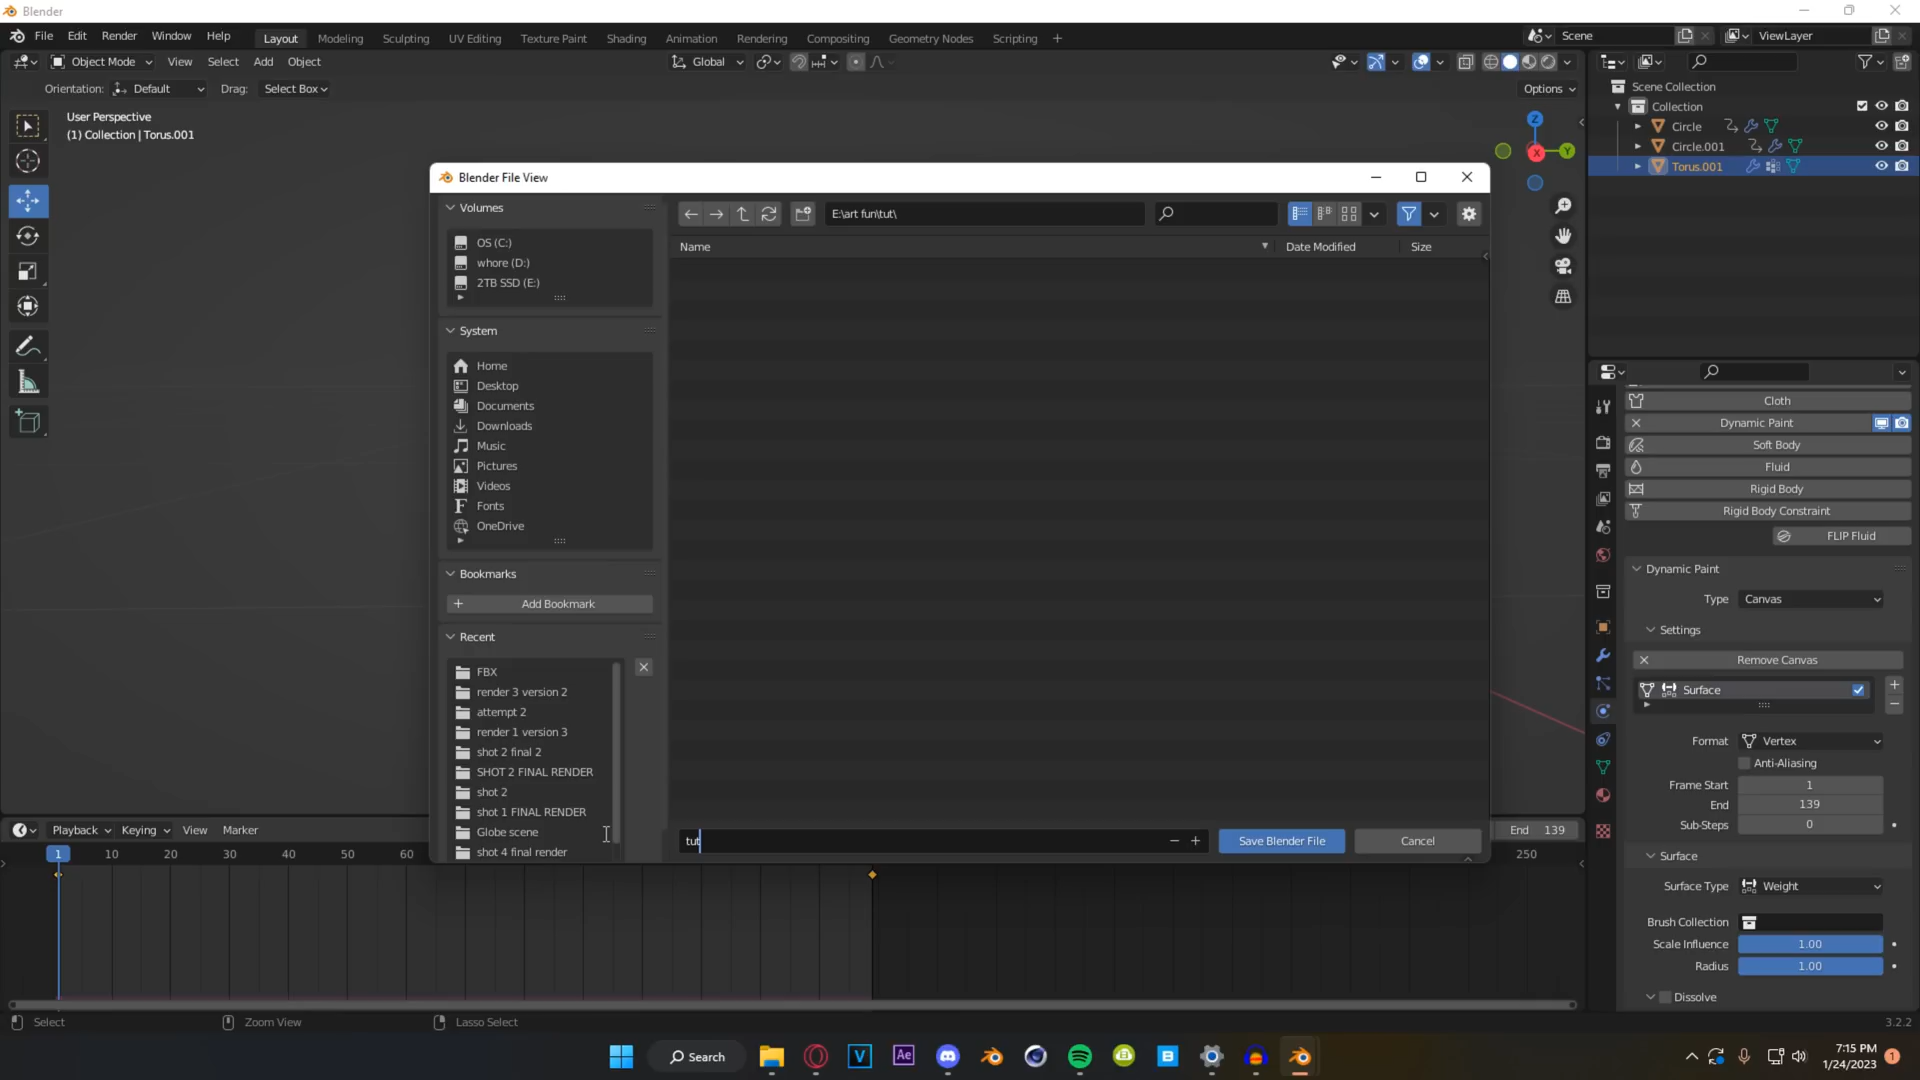 Blender
File Edit Render Window Help Layout Modeling Sculpting UV Editing Texture Paint Shading Animation Rendering Compositing Geometry Nodes Scripting + Scene ViewLayer
Object Mode View Select Add Object Global
Orientation: Default Drag: Select Box Options
User Perspective
(1) Collection | Torus.001
Z
X
Y
Scene Collection
Collection
Circle
Circle.001
Torus.001
Blender File View
Volumes
OS (C:)
whore (D:)
2TB SSD (E:)
System
Home
Desktop
Documents
Downloads
Music
Pictures
Videos
Fonts
OneDrive
Bookmarks
Add Bookmark
Recent
FBX
render 3 version 2
attempt 2
render 1 version 3
shot 2 final 2
SHOT 2 FINAL RENDER
shot 2
shot 1 FINAL RENDER
Globe scene
shot 4 final render
E:\art fun\tut\
Name Date Modified Size
tut
Save Blender File Cancel
Cloth
Dynamic Paint
Soft Body
Fluid
Rigid Body
Rigid Body Constraint
FLIP Fluid
Dynamic Paint
Type Canvas
Settings
Remove Canvas
Surface
Format Vertex
Anti-Aliasing
Frame Start 1
End 139
Sub-Steps 0
Surface
Surface Type Weight
Brush Collection
Scale Influence 1.00
Radius 1.00
Dissolve
Playback Keying View Marker End 139
1 10 20 30 40 50 60 250
Select Zoom View Lasso Select 3.2.2
Search
7:15 PM
1/24/2023
1